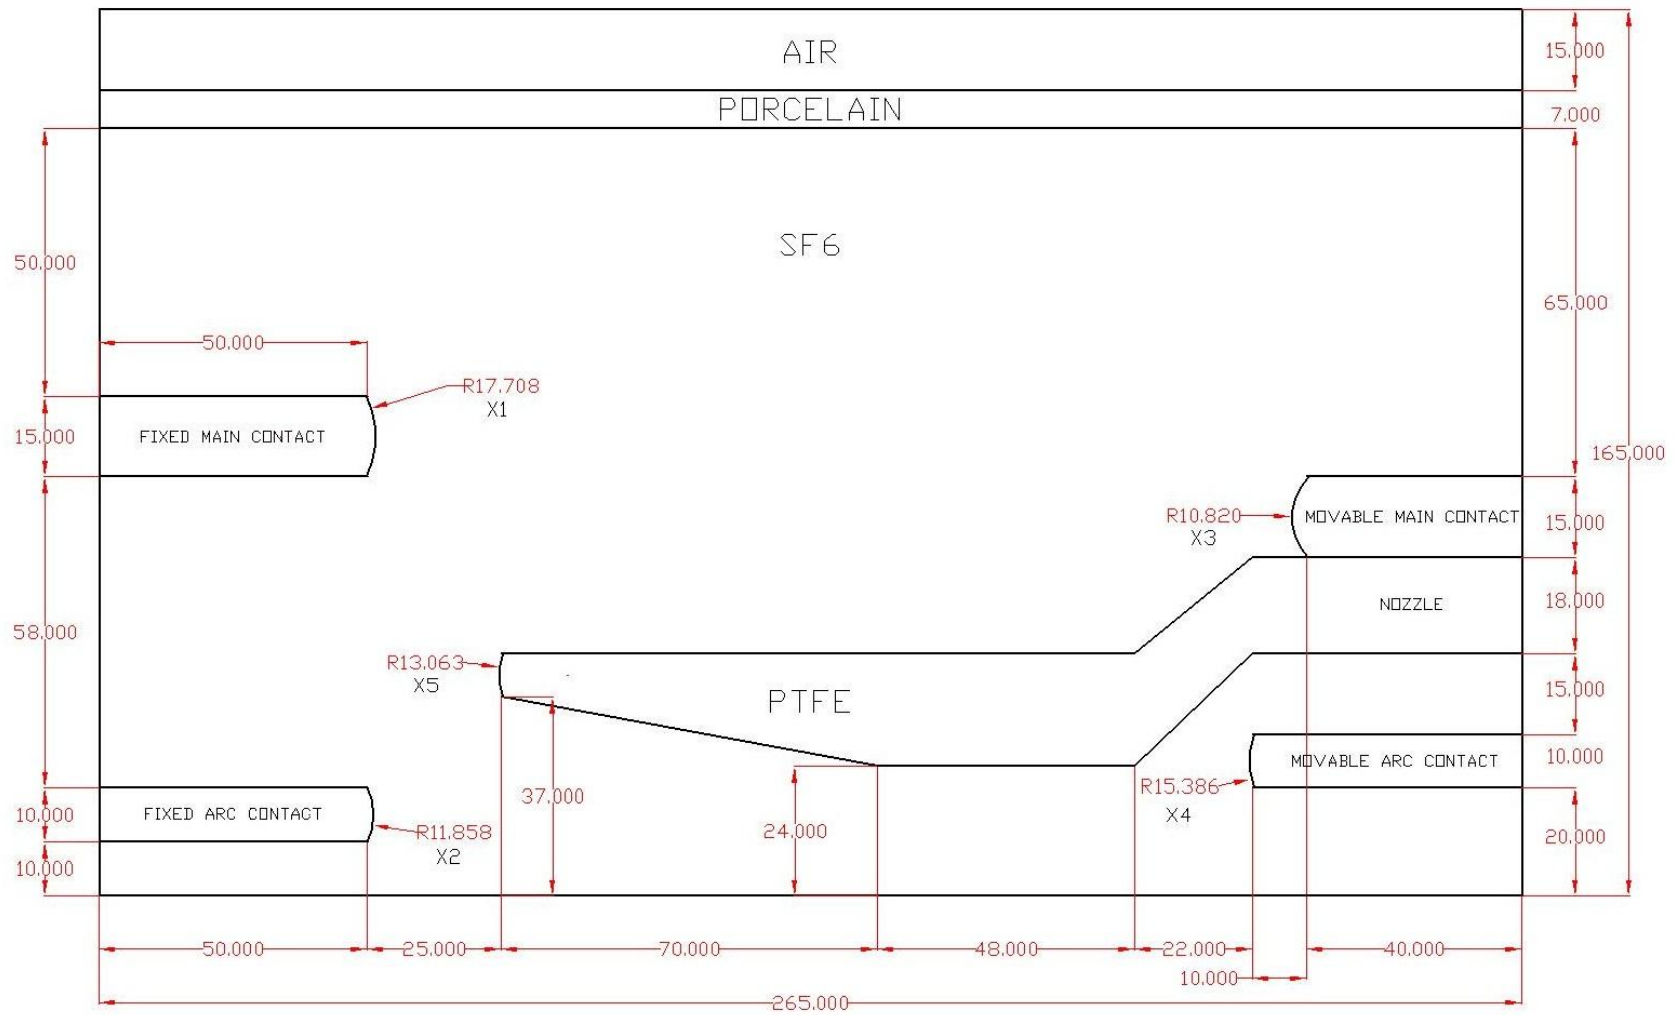 AIR
15.000
PORCELAIN
7.000
SF6
50.000
65.000
50.000
R17.708
X1
15.000
FIXED MAIN CONTACT
165.000
R10.820
X3
MOVABLE MAIN CONTACT
15.000
NOZZLE
18.000
58.000
R13.063
X5
PTFE
15.000
MOVABLE ARC CONTACT
10.000
R15.386
X4
37.000
24.000
10.000
FIXED ARC CONTACT
R11.858
X2
20.000
10.000
50.000
25.000
70.000
48.000
22.000
40.000
10.000
265.000